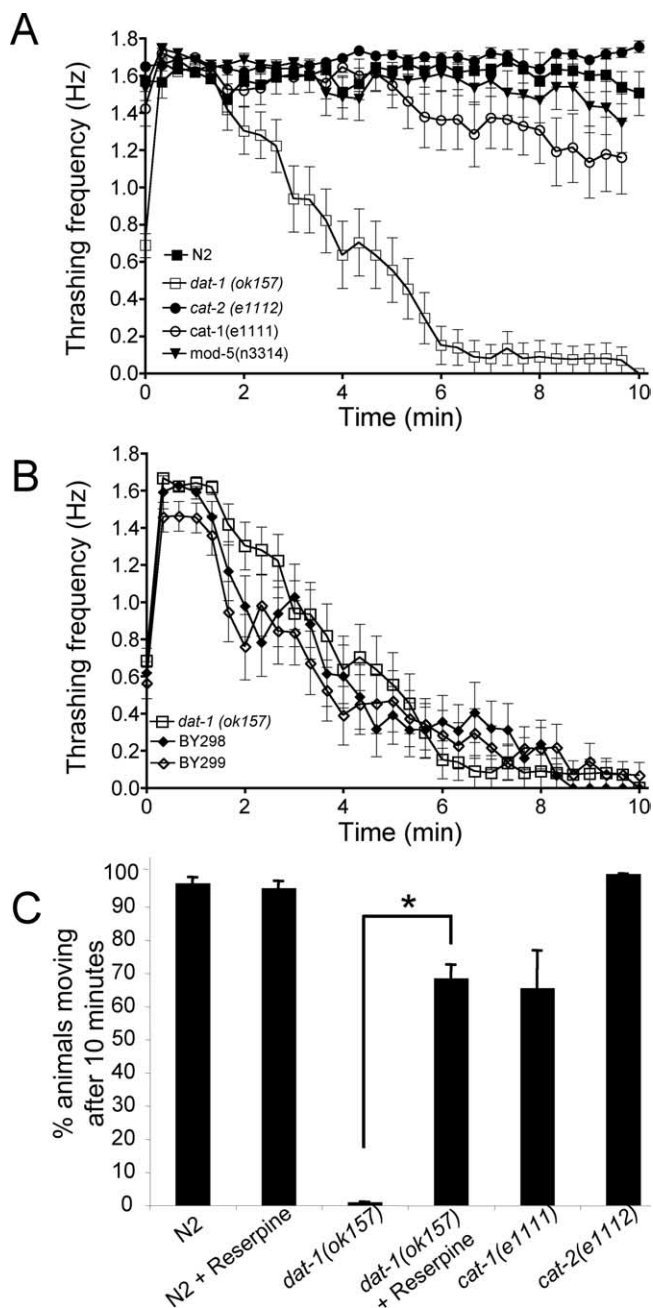 A
Thrashing frequency (Hz)
1.8
1.6
1.4
1.2
1.0
0.8
0.6
0.4
0.2
0.0
N2
dat-1 (ok157)
cat-2 (e1112)
cat-1(e1111)
mod-5(n3314)
0 2 4 6 8 10
Time (min)
B
Thrashing frequency (Hz)
1.8
1.6
1.4
1.2
1.0
0.8
0.6
0.4
0.2
0.0
dat-1 (ok157)
BY298
BY299
0 2 4 6 8 10
Time (min)
C
% animals moving
after 10 minutes
100
90
80
70
60
50
40
30
20
10
0
*
N2
N2 + Reserpine
dat-1(ok157)
dat-1(ok157)
+ Reserpine
cat-1(e1111)
cat-2(e1112)